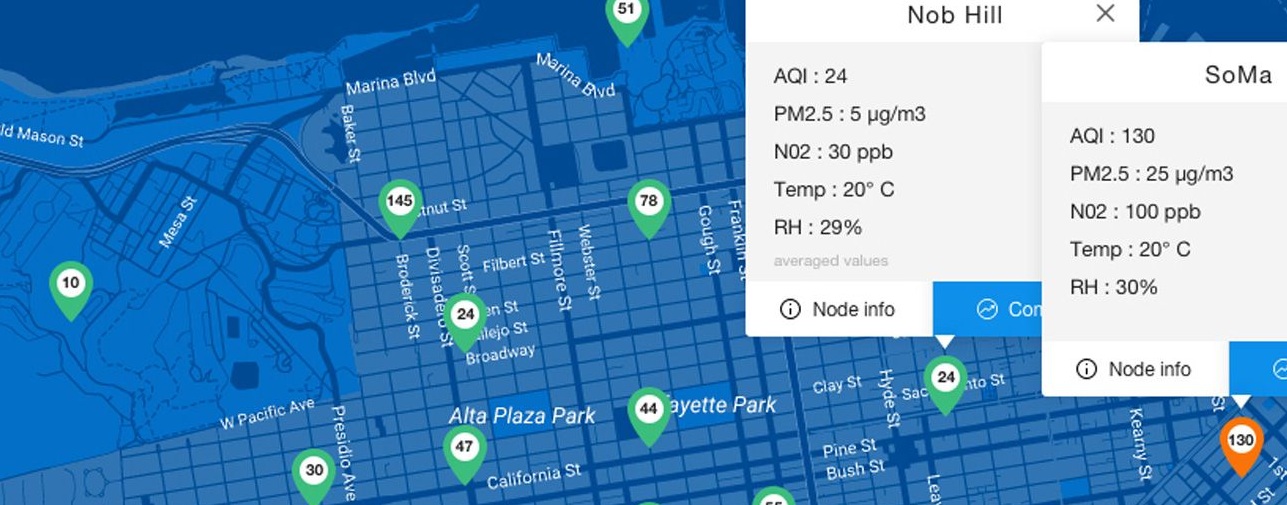 51
Nob Hill
SoMa
AQI : 24
PM2.5 : 5 µg/m3
N02 : 30 ppb
Temp : 20° C
RH : 29%
averaged values
Node info
Con
AQI : 130
PM2.5 : 25 µg/m3
N02 : 100 ppb
Temp : 20° C
RH : 30%
Node info
Marina Blvd
Marina Blvd
ld Mason St
Baker St
Mesa St
145
tnut St
78
Gough St
Franklin St
10
Broderick St
Divisadero St
Scott S
Filbert St
Fillmore St
Webster St
24
en St
llejo St
Broadway
24
Clay St
Hyde St
Sac nto St
44
ayette Park
Alta Plaza Park
W Pacific Ave
Presidio Ave
47
California St
30
Pine St
Bush St
Lea
55
Kearny St
St
130
1st
St